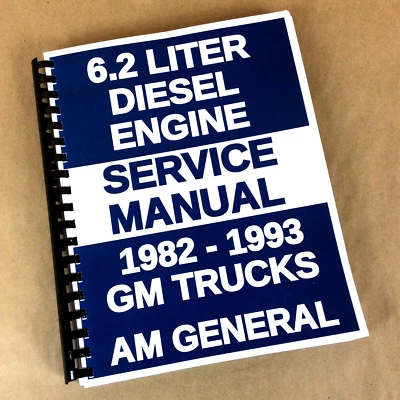 6.2 LITER
DIESEL
ENGINE
SERVICE
MANUAL
1982 - 1993
GM TRUCKS
AM GENERAL